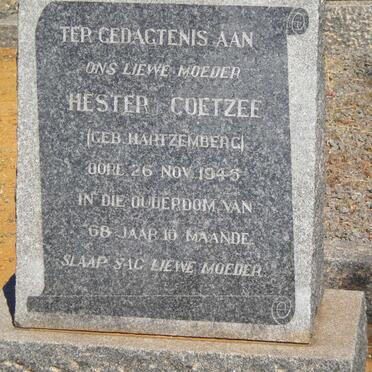 TER GEDAGTENIS AAN
ONS LIEWE MOEDER
HESTER COETZEE
(GEB. HARTZEMBERG)
OORL. 26 NOV. 1945
IN DIE OUDERDOM VAN
68 JAAR 10 MAANDE
SLAAP SAG LIEWE MOEDER